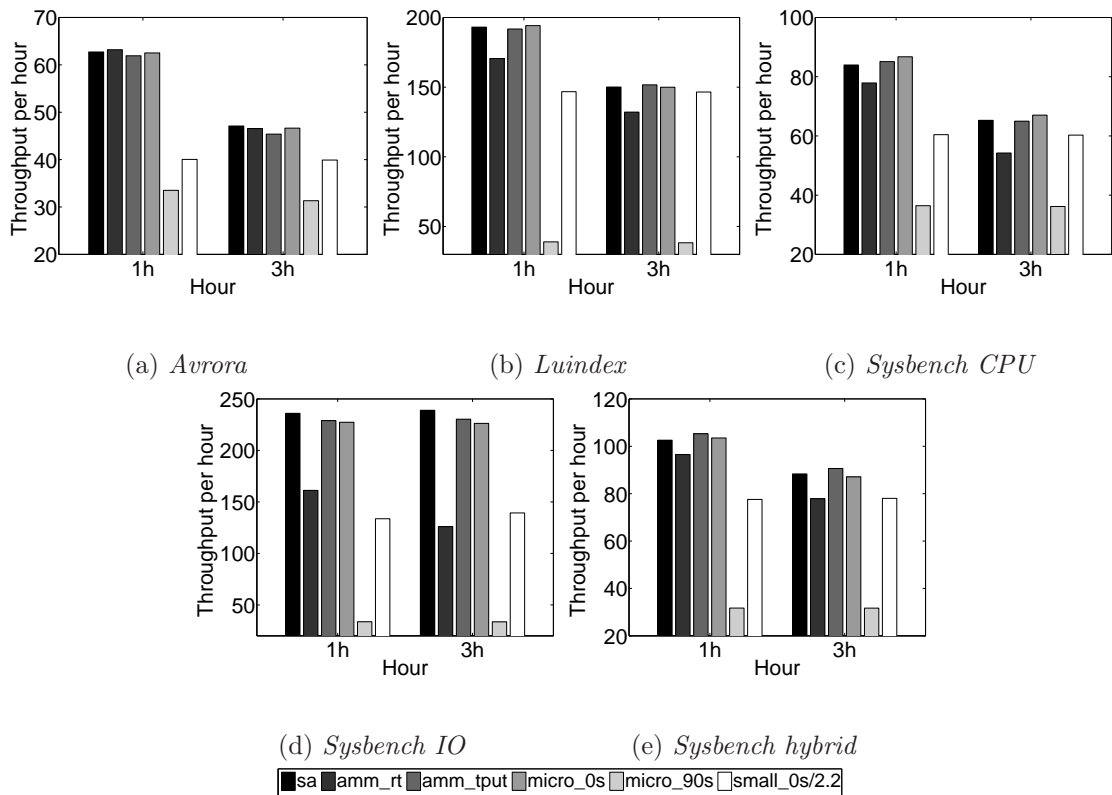 70
60
50
40
30
20
Throughput per hour
1h 3h
Hour
200
150
100
50
Throughput per hour
1h 3h
Hour
100
80
60
40
20
Throughput per hour
1h 3h
Hour
(a) Avrora
(b) Luindex
(c) Sysbench CPU
250
200
150
100
50
Throughput per hour
1h 3h
Hour
120
100
80
60
40
20
Throughput per hour
1h 3h
Hour
(d) Sysbench IO
(e) Sysbench hybrid
sa amm_rt amm_tput micro_0s micro_90s small_0s/2.2